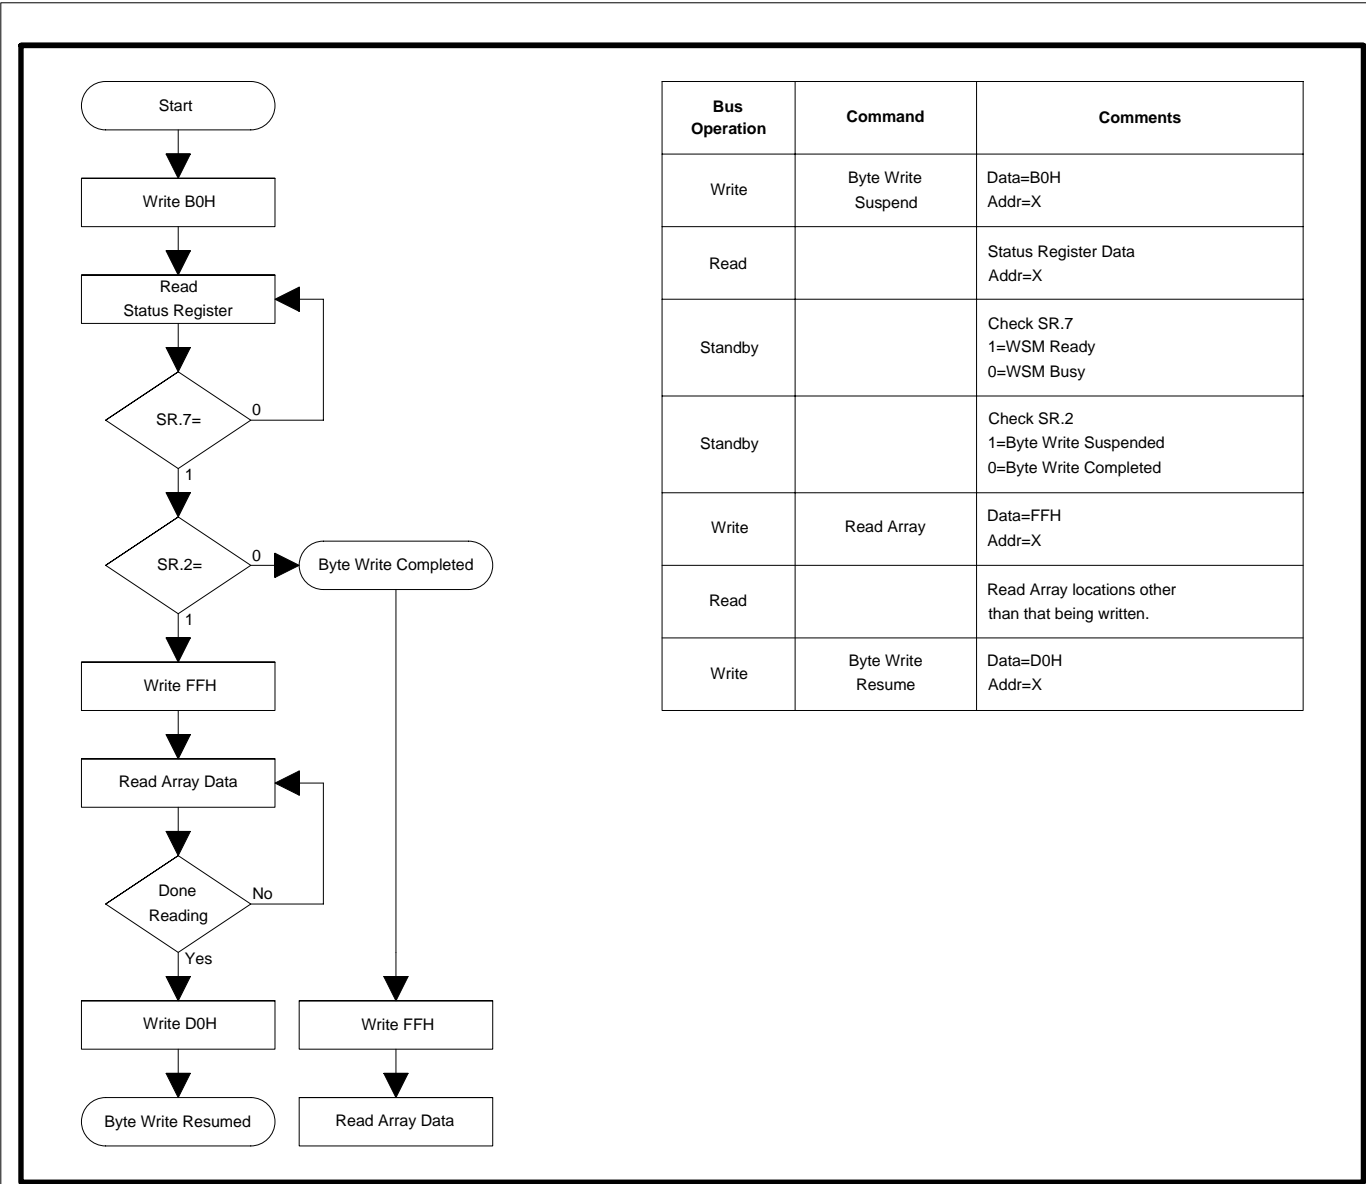 Start
Write B0H
Read
Status Register
SR.7=
0
1
SR.2=
0
Byte Write Completed
1
Write FFH
Read Array Data
Done
Reading
No
Yes
Write D0H
Write FFH
Byte Write Resumed
Read Array Data
Bus
Operation
Command
Comments
Write
Byte Write
Suspend
Data=B0H
Addr=X
Read
Status Register Data
Addr=X
Standby
Check SR.7
1=WSM Ready
0=WSM Busy
Standby
Check SR.2
1=Byte Write Suspended
0=Byte Write Completed
Write
Read Array
Data=FFH
Addr=X
Read
Read Array locations other
than that being written.
Write
Byte Write
Resume
Data=D0H
Addr=X